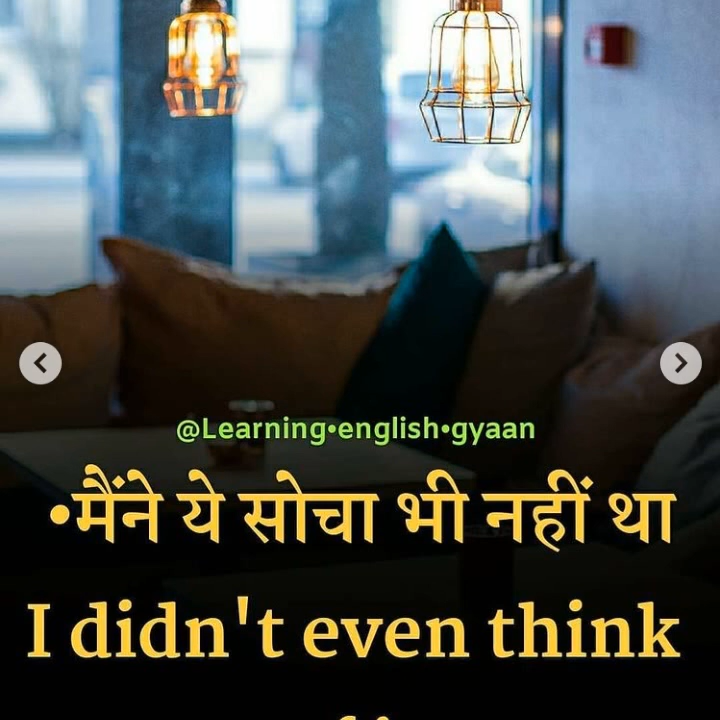 @Learning•english•gyaan
•मैंने ये सोचा भी नहीं था
I didn't even think